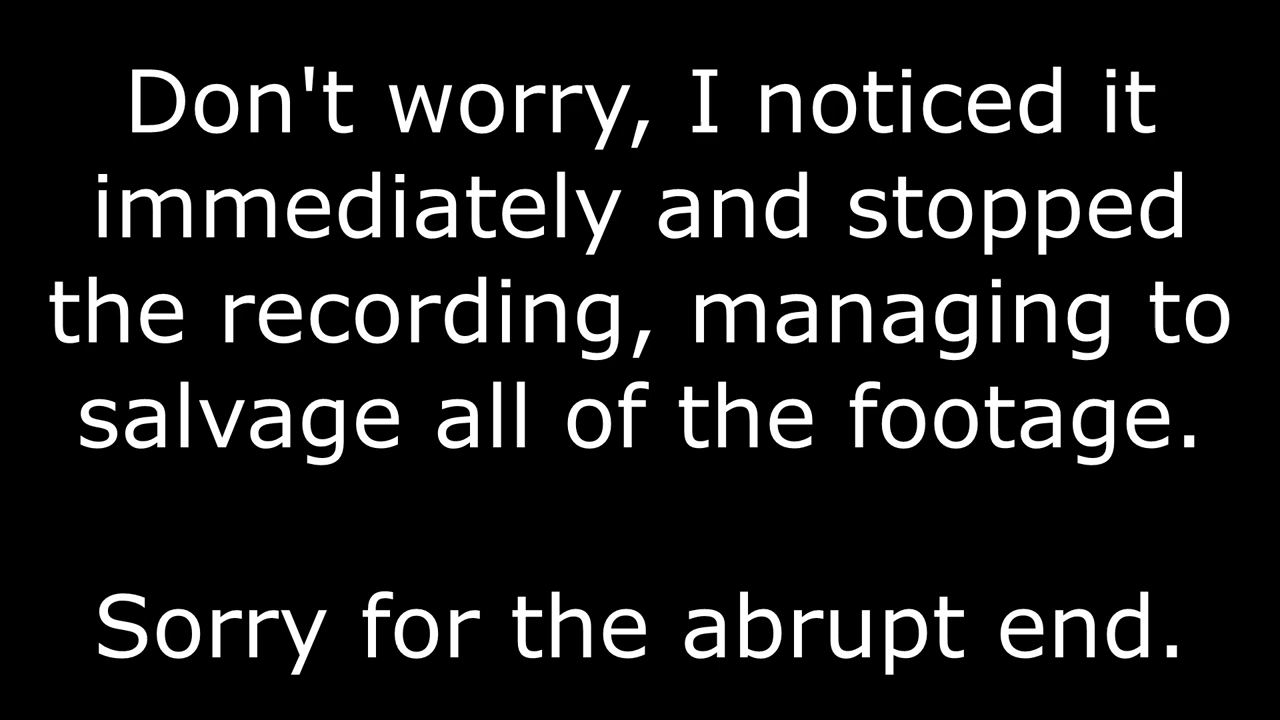 Don't worry, I noticed it
immediately and stopped
the recording, managing to
salvage all of the footage.
Sorry for the abrupt end.